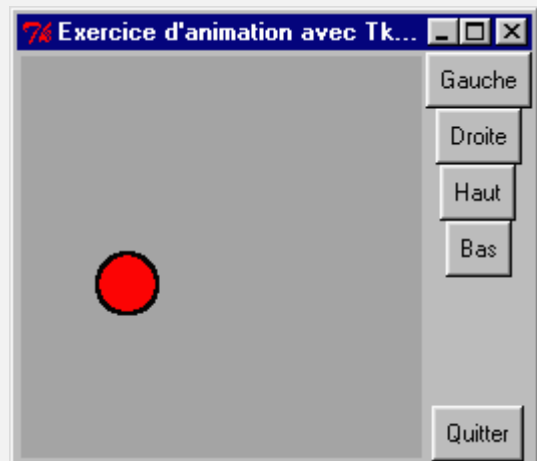 Exercice d'animation avec Tk...
Gauche
Droite
Haut
Bas
Quitter